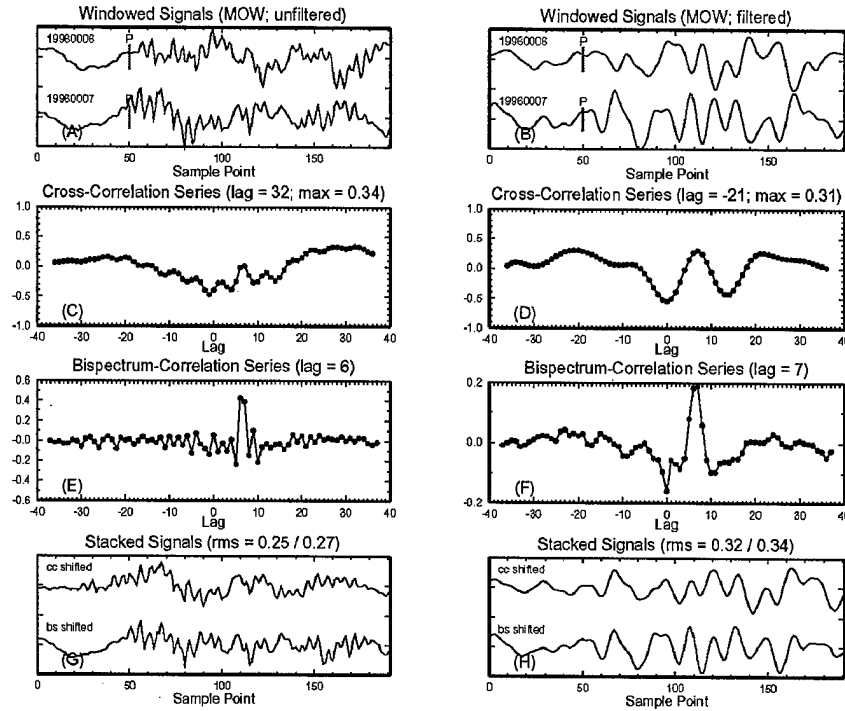 Windowed Signals (MOW; unfiltered)
19960006
P
19960007
P
(A)
0 50 100 150
Sample Point
Windowed Signals (MOW; filtered)
19960006
P
19960007
P
(B)
0 50 100 150
Sample Point
Cross-Correlation Series (lag = 32; max = 0.34)
1.0
0.5
0.0
-0.5
-1.0
(C)
-40 -30 -20 -10 0 10 20 30 40
Lag
Cross-Correlation Series (lag = -21; max = 0.31)
1.0
0.5
0.0
-0.5
-1.0
(D)
-40 -30 -20 -10 0 10 20 30 40
Lag
Bispectrum-Correlation Series (lag = 6)
0.6
0.4
0.2
-0.0
-0.2
-0.4
-0.6
(E)
-40 -30 -20 -10 0 10 20 30 40
Lag
Bispectrum-Correlation Series (lag = 7)
0.2
0.0
-0.2
(F)
-40 -30 -20 -10 0 10 20 30 40
Lag
Stacked Signals (rms = 0.25 / 0.27)
cc shifted
bs shifted
(G)
0 50 100 150
Sample Point
Stacked Signals (rms = 0.32 / 0.34)
cc shifted
bs shifted
(H)
0 50 100 150
Sample Point